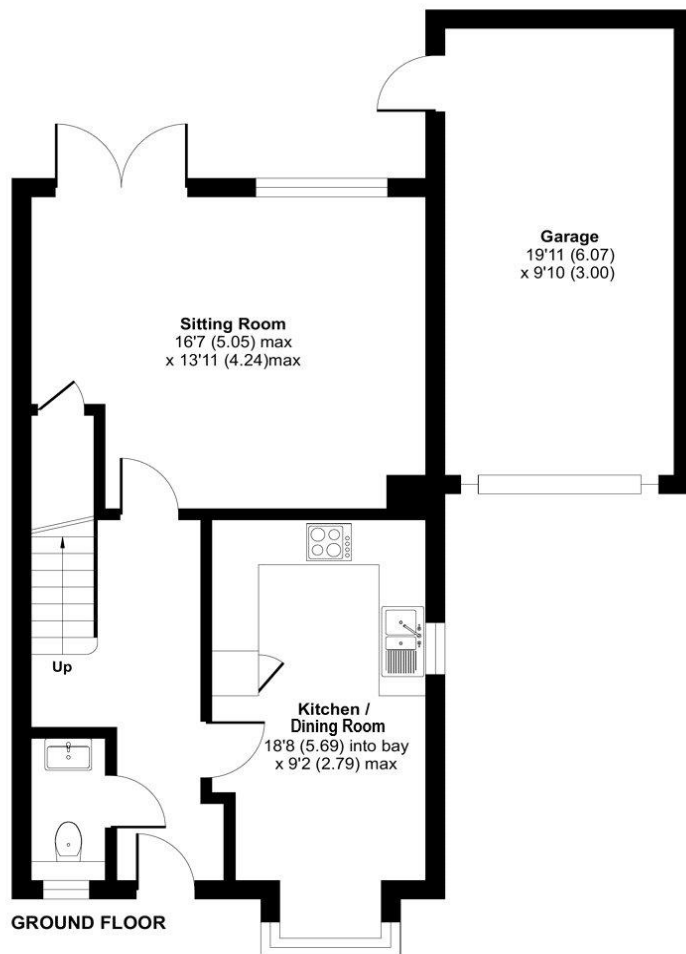 Garage
19'11 (6.07)
x 9'10 (3.00)
Sitting Room
16'7 (5.05) max
x 13'11 (4.24)max
Up
Kitchen /
Dining Room
18'8 (5.69) into bay
x 9'2 (2.79) max
GROUND FLOOR